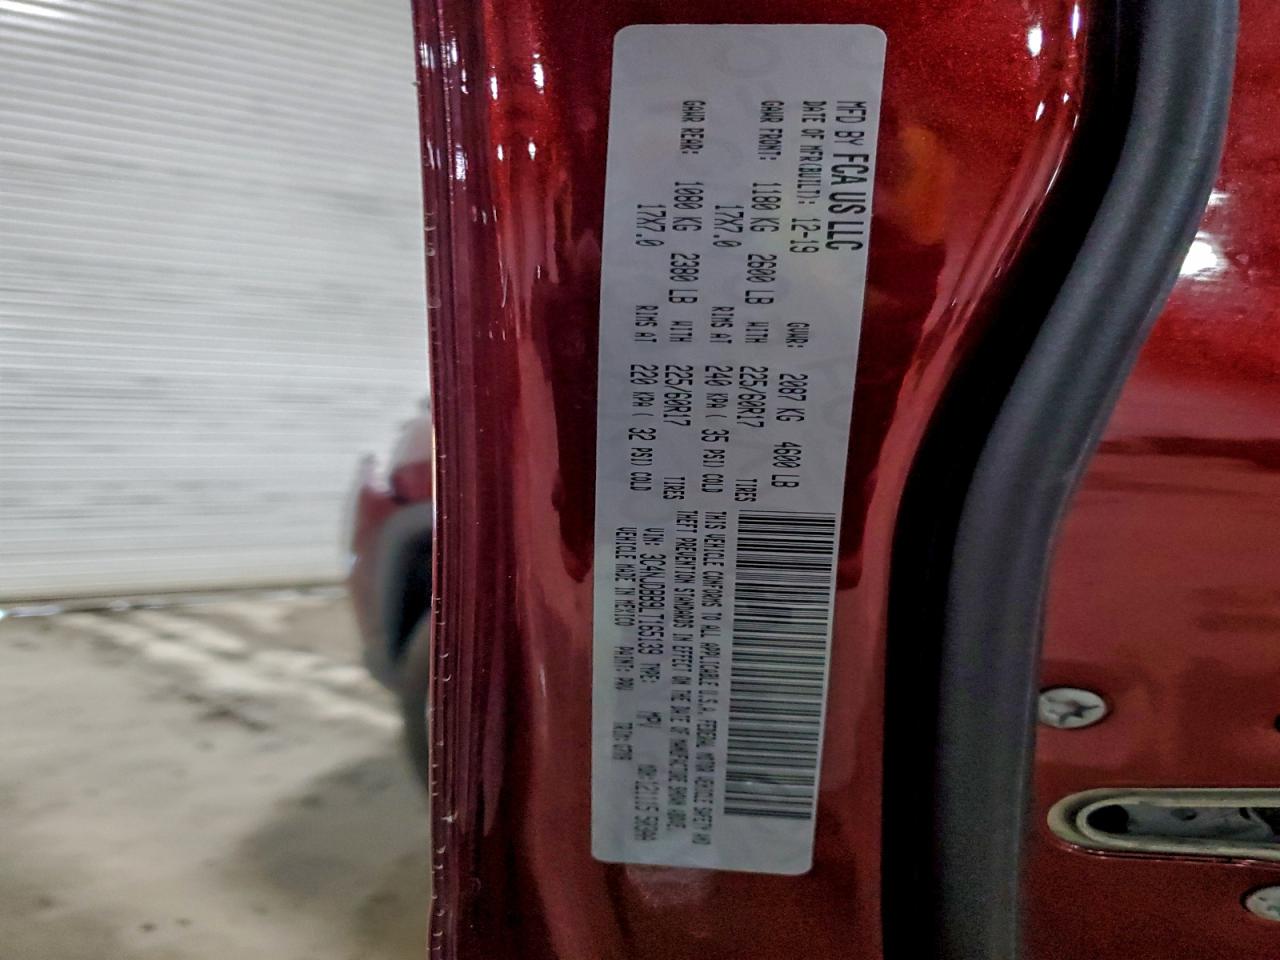 MFD BY FCA US LLC
DATE OF MFR(BUILT): 12-19 GVWR: 2087 KG 4600 LB
GAWR FRONT: 1180 KG 2600 LB WITH 225/60R17 TIRES
17X7.0 RIMS AT 240 KPA ( 35 PSI) COLD
GAWR REAR: 1080 KG 2380 LB WITH 225/60R17 TIRES
17X7.0 RIMS AT 220 KPA ( 32 PSI) COLD
THIS VEHICLE CONFORMS TO ALL APPLICABLE U.S.A. FEDERAL MOTOR VEHICLE SAFETY AND
THEFT PREVENTION STANDARDS IN EFFECT ON THE DATE OF MANUFACTURE SHOWN ABOVE.
VIN: 3C4NJDBB9LT165139 TYPE: MPV
VEHICLE MADE IN MEXICO PAINT: PRV TRIM: